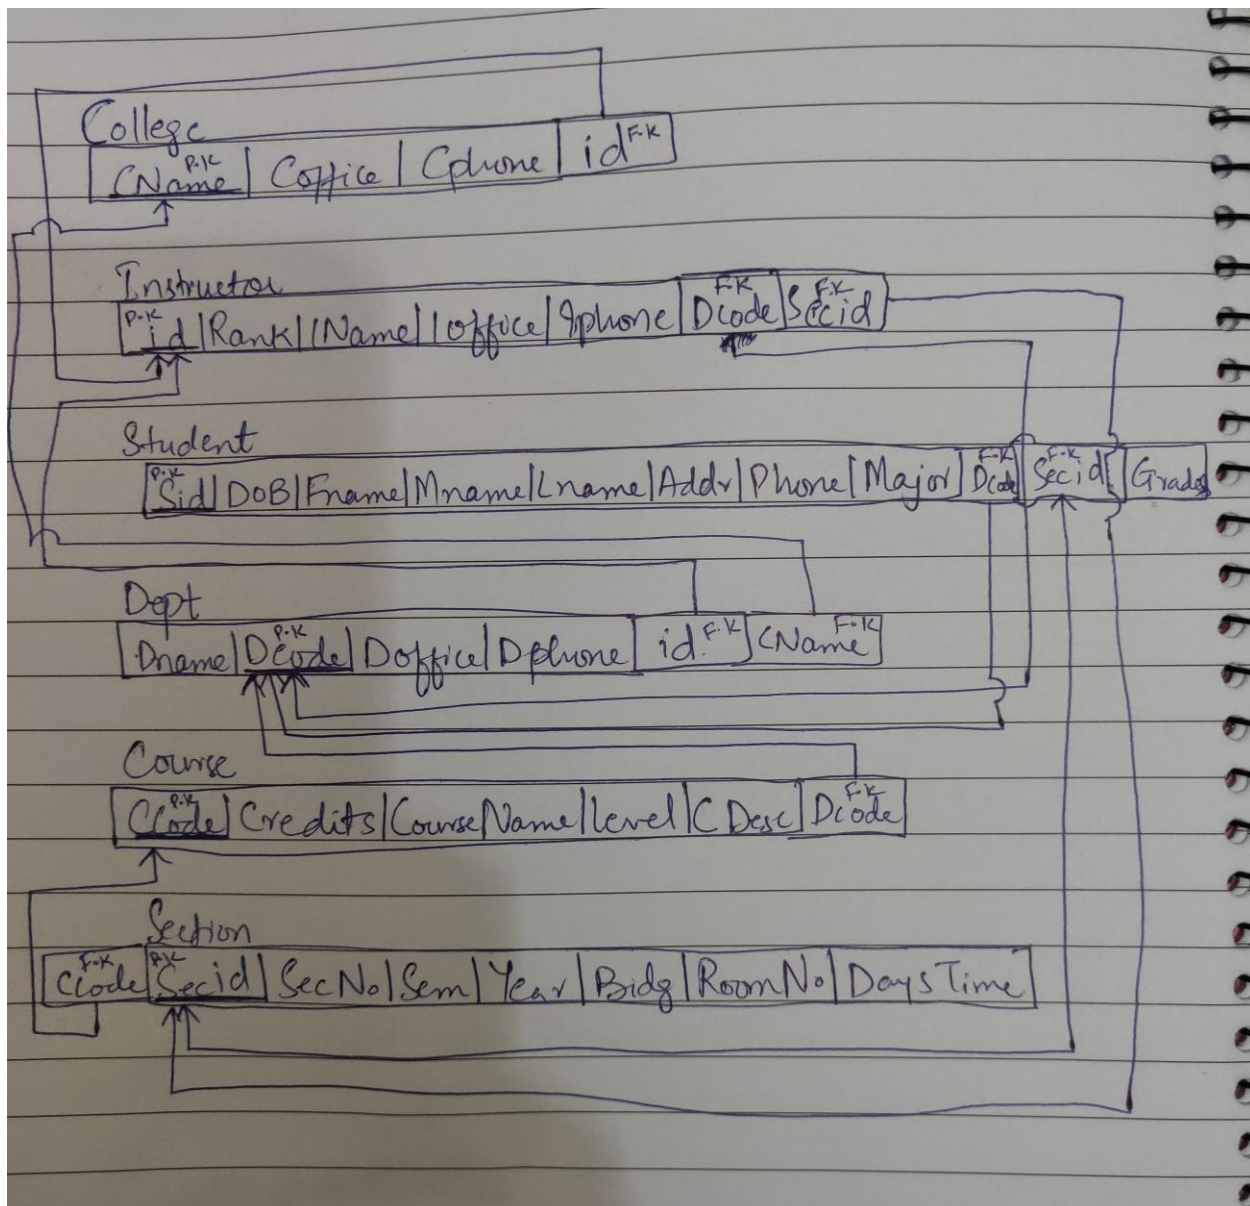 College
CName P.K | Coffice | Cphone | id F.K
Instructor
P.K id | Rank | IName | Ioffice | Iphone | Dcode F.K | Secid F.K
Student
P.K Sid | DoB | Fname | Mname | Lname | Addr | Phone | Major | Dcode F.K | Secid F.K | Grades
Dept
Dname | DCode P.K | Doffice | Dphone | id F.K | CName F.K
Course
CCode P.K | Credits | CourseName | Level | CDesc | Dcode F.K
Section
CCode F.K | Secid P.K | SecNo | Sem | Year | Bldg | RoomNo | DaysTime